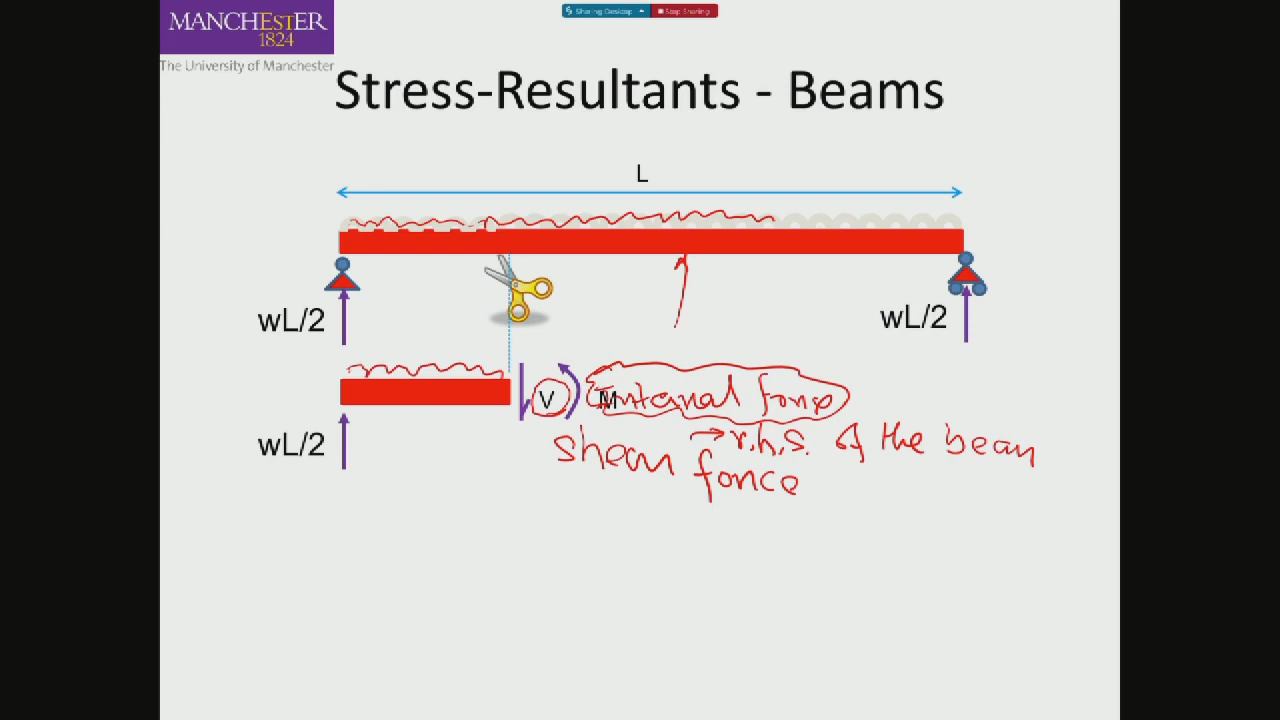 MANCHESTER
1824
The University of Manchester
Sharing Desktop
Stop Sharing
Stress-Resultants - Beams
L
wL/2
wL/2
V M Internal force
wL/2
→ r.h.s. of the beam
shear force